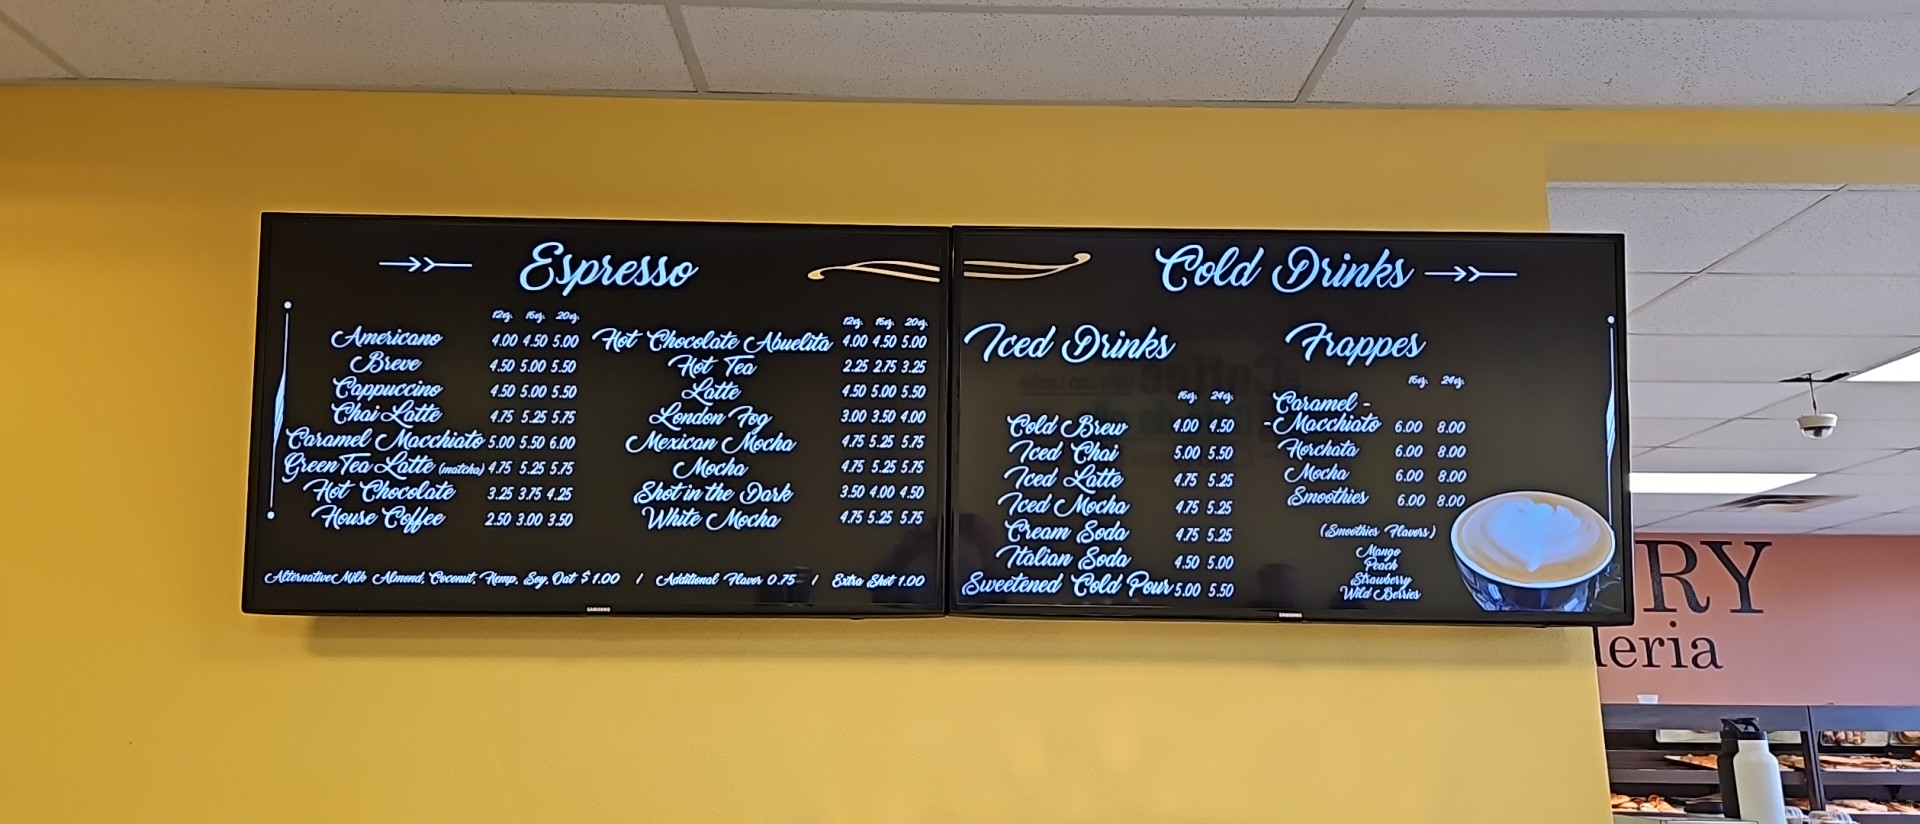 Espresso
12oz. 16oz. 20oz.
Americano 4.00 4.50 5.00
Breve 4.50 5.00 5.50
Cappuccino 4.50 5.00 5.50
Chai Latte 4.75 5.25 5.75
Caramel Macchiato 5.00 5.50 6.00
Green Tea Latte (matcha) 4.75 5.25 5.75
Hot Chocolate 3.25 3.75 4.25
House Coffee 2.50 3.00 3.50
12oz. 16oz. 20oz.
Hot Chocolate Abuelita 4.00 4.50 5.00
Hot Tea 2.25 2.75 3.25
Latte 4.50 5.00 5.50
London Fog 3.00 3.50 4.00
Mexican Mocha 4.75 5.25 5.75
Mocha 4.75 5.25 5.75
Shot in the Dark 3.50 4.00 4.50
White Mocha 4.75 5.25 5.75
Alternative Milk Almond, Coconut, Hemp, Soy, Oat $1.00 / Additional Flavor 0.75 / Extra Shot 1.00
SAMSUNG
Cold Drinks
Iced Drinks
16oz. 24oz.
Cold Brew 4.00 4.50
Iced Chai 5.00 5.50
Iced Latte 4.75 5.25
Iced Mocha 4.75 5.25
Cream Soda 4.75 5.25
Italian Soda 4.50 5.00
Sweetened Cold Pour 5.00 5.50
Frappes
16oz. 24oz.
Caramel -
- Macchiato 6.00 8.00
Horchata 6.00 8.00
Mocha 6.00 8.00
Smoothies 6.00 8.00
(Smoothies Flavors)
Mango
Peach
Strawberry
Wild Berries
SAMSUNG
RY
deria